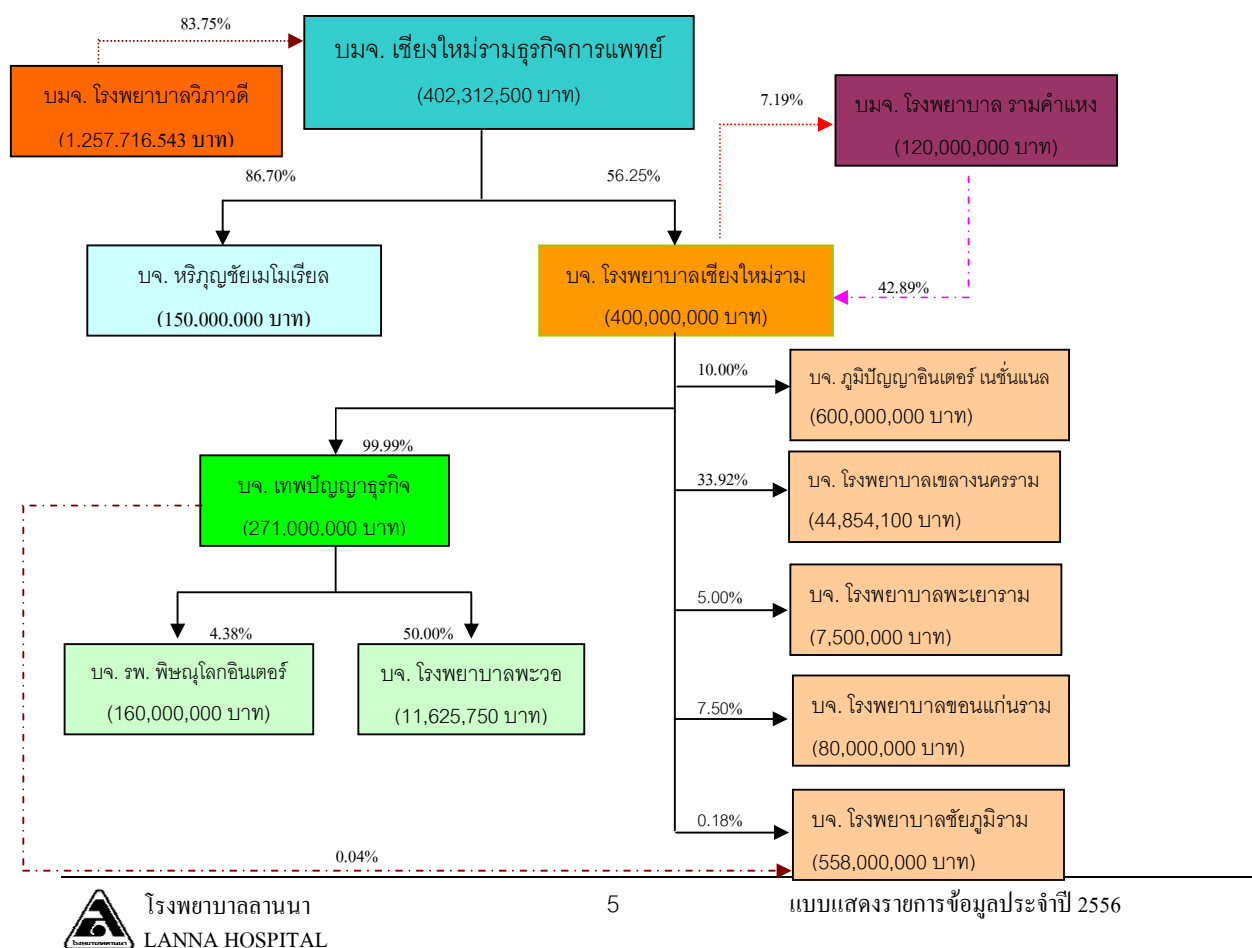 83.75%
บมจ. เชียงใหม่รามธุรกิจการแพทย์
(402,312,500 บาท)
บมจ. โรงพยาบาลวิภาวดี
(1.257.716.543 บาท)
7.19%
บมจ. โรงพยาบาล รามคำแหง
(120,000,000 บาท)
86.70%
56.25%
บจ. หริภุญชัยเมโมเรียล
(150.000.000 บาท)
บจ. โรงพยาบาลเชียงใหม่ราม
(400,000,000 บาท)
42.89%
10.00%
บจ. ภูมิปัญญาอินเตอร์ เนชั่นแนล
(600,000,000 บาท)
99.99%
บจ. เทพปัญญาธุรกิจ
(271.000.000 บาท)
33.92%
บจ. โรงพยาบาลเขลางนครราม
(44,854,100 บาท)
5.00%
บจ. โรงพยาบาลพะเยาราม
(7,500,000 บาท)
4.38%
50.00%
บจ. รพ. พิษณุโลกอินเตอร์
(160,000,000 บาท)
บจ. โรงพยาบาลพะวอ
(11,625,750 บาท)
7.50%
บจ. โรงพยาบาลขอนแก่นราม
(80,000,000 บาท)
0.18%
บจ. โรงพยาบาลชัยภูมิราม
(558,000,000 บาท)
0.04%
โรงพยาบาลลานนา
5
แบบแสดงรายการข้อมูลประจำปี 2556
LANNA HOSPITAL
โรงพยาบาลลานนา